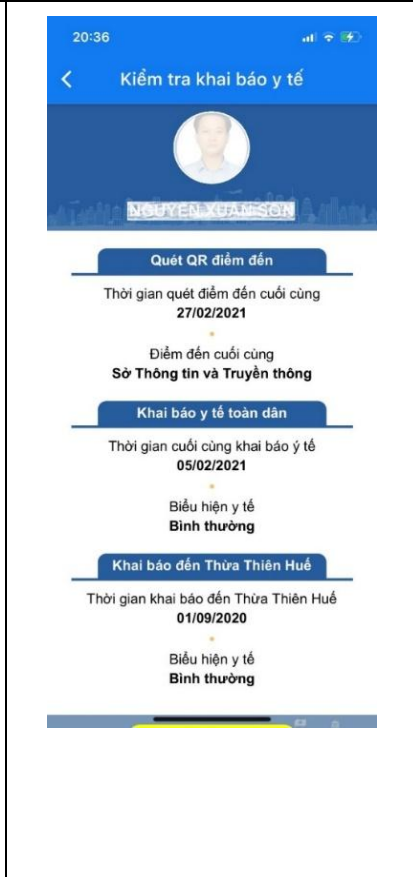 20:36
Kiểm tra khai báo y tế
NGUYEN XUAN SON
Quét QR điểm đến
Thời gian quét điểm đến cuối cùng
27/02/2021
Điểm đến cuối cùng
Sở Thông tin và Truyền thông
Khai báo y tế toàn dân
Thời gian cuối cùng khai báo ý tế
05/02/2021
Biểu hiện y tế
Bình thường
Khai báo đến Thừa Thiên Huế
Thời gian khai báo đến Thừa Thiên Huế
01/09/2020
Biểu hiện y tế
Bình thường